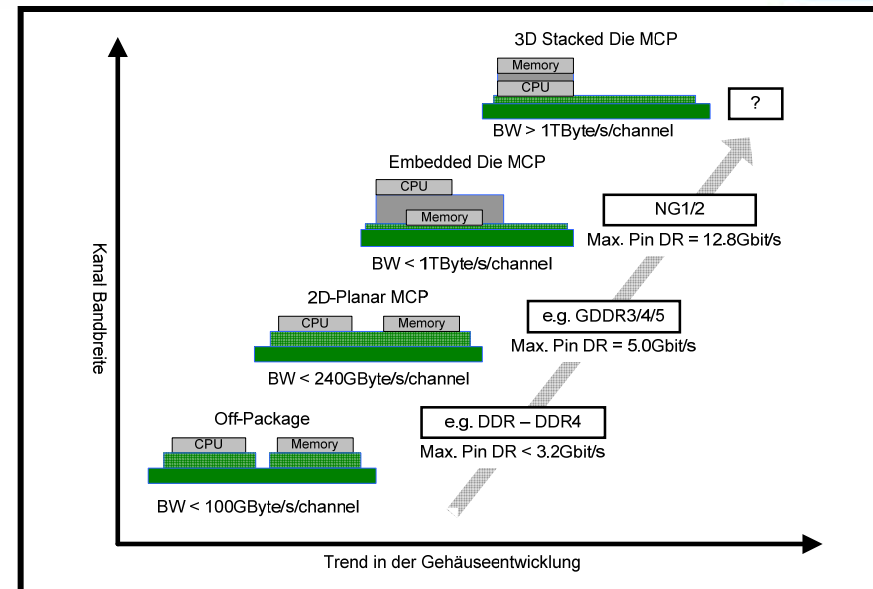 3D Stacked Die MCP
Memory
CPU
BW > 1TByte/s/channel
?
Embedded Die MCP
CPU
Memory
BW < 1TByte/s/channel
NG1/2
Max. Pin DR = 12.8Gbit/s
2D-Planar MCP
CPU
Memory
BW < 240GByte/s/channel
e.g. GDDR3/4/5
Max. Pin DR = 5.0Gbit/s
Off-Package
CPU
Memory
BW < 100GByte/s/channel
e.g. DDR – DDR4
Max. Pin DR < 3.2Gbit/s
Kanal Bandbreite
Trend in der Gehäuseentwicklung